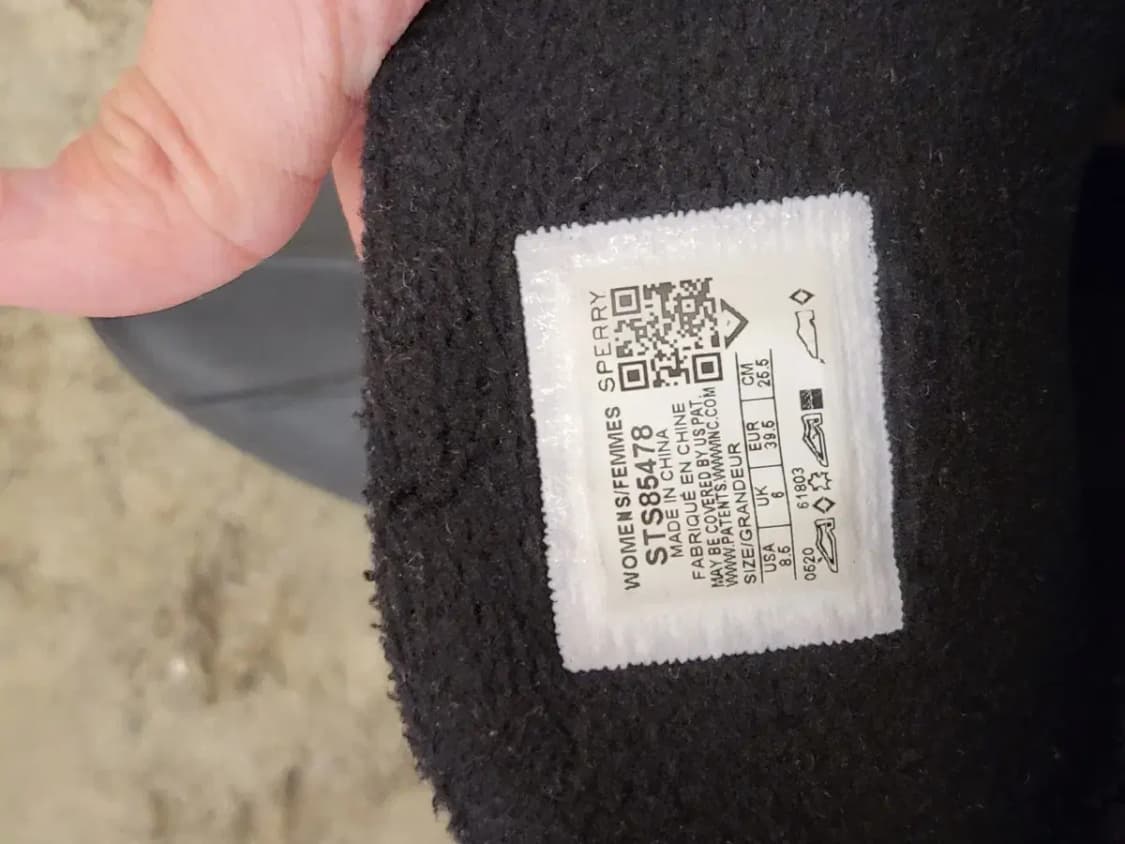 WOMENS/FEMMES SPERRY
STS85478
MADE IN CHINA
FABRIQUÉ EN CHINE
MAY BE COVERED BY US PAT.
WWW.PATENTS.WWWINC.COM
SIZE/GRANDEUR
USA UK EUR CM
8.5 6 39.5 25.5
0520 61803